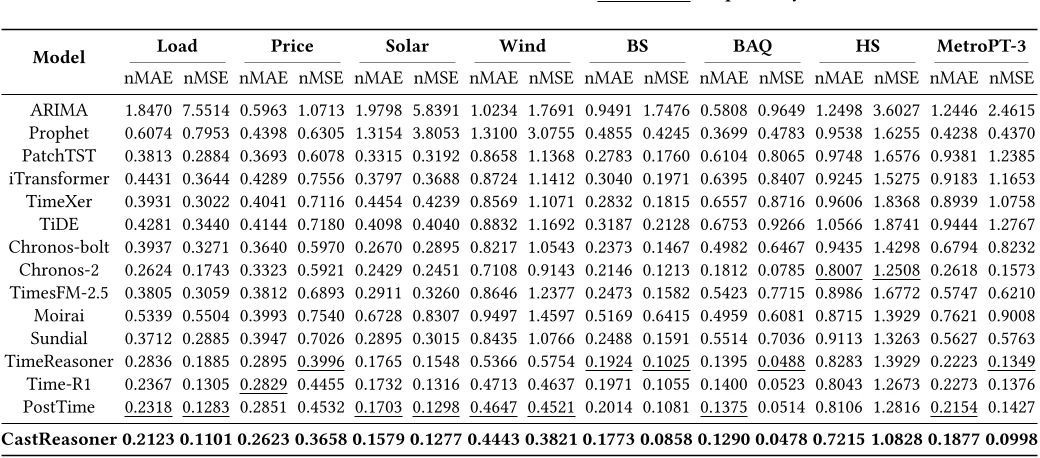 Model Load Price Solar Wind BS BAQ HS MetroPT-3
nMAE nMSE nMAE nMSE nMAE nMSE nMAE nMSE nMAE nMSE nMAE nMSE nMAE nMSE nMAE nMSE
ARIMA 1.8470 7.5514 0.5963 1.0713 1.9798 5.8391 1.0234 1.7691 0.9491 1.7476 0.5808 0.9649 1.2498 3.6027 1.2446 2.4615
Prophet 0.6074 0.7953 0.4398 0.6305 1.3154 3.8053 1.3100 3.0755 0.4855 0.4245 0.3699 0.4783 0.9538 1.6255 0.4238 0.4370
PatchTST 0.3813 0.2884 0.3693 0.6078 0.3315 0.3192 0.8658 1.1368 0.2783 0.1760 0.6104 0.8065 0.9748 1.6576 0.9381 1.2385
iTransformer 0.4431 0.3644 0.4289 0.7556 0.3797 0.3688 0.8724 1.1412 0.3040 0.1971 0.6395 0.8407 0.9245 1.5275 0.9183 1.1653
TimeXer 0.3931 0.3022 0.4041 0.7116 0.4454 0.4239 0.8569 1.1071 0.2832 0.1815 0.6557 0.8716 0.9606 1.8368 0.8939 1.0758
TiDE 0.4281 0.3440 0.4144 0.7180 0.4098 0.4040 0.8832 1.1692 0.3187 0.2128 0.6753 0.9266 1.0566 1.8741 0.9444 1.2767
Chronos-bolt 0.3937 0.3271 0.3640 0.5970 0.2670 0.2895 0.8217 1.0543 0.2373 0.1467 0.4982 0.6467 0.9435 1.4298 0.6794 0.8232
Chronos-2 0.2624 0.1743 0.3323 0.5921 0.2429 0.2451 0.7108 0.9143 0.2146 0.1213 0.1812 0.0785 0.8007 1.2508 0.2618 0.1573
TimesFM-2.5 0.3805 0.3059 0.3812 0.6893 0.2911 0.3260 0.8646 1.2377 0.2473 0.1582 0.5423 0.7715 0.8986 1.6772 0.5747 0.6210
Moirai 0.5339 0.5504 0.3993 0.7540 0.6728 0.8307 0.9497 1.4597 0.5169 0.6415 0.4959 0.6081 0.8715 1.3929 0.7621 0.9008
Sundial 0.3712 0.2885 0.3947 0.7026 0.2895 0.3015 0.8435 1.0766 0.2488 0.1591 0.5514 0.7036 0.9113 1.3263 0.5627 0.5763
TimeReasoner 0.2836 0.1885 0.2895 0.3996 0.1765 0.1548 0.5366 0.5754 0.1924 0.1025 0.1395 0.0488 0.8283 1.3929 0.2223 0.1349
Time-R1 0.2367 0.1305 0.2829 0.4455 0.1732 0.1316 0.4713 0.4637 0.1971 0.1055 0.1400 0.0523 0.8043 1.2673 0.2273 0.1376
PostTime 0.2318 0.1283 0.2851 0.4532 0.1703 0.1298 0.4647 0.4521 0.2014 0.1081 0.1375 0.0514 0.8106 1.2816 0.2154 0.1427
CastReasoner 0.2123 0.1101 0.2623 0.3658 0.1579 0.1277 0.4443 0.3821 0.1773 0.0858 0.1290 0.0478 0.7215 1.0828 0.1877 0.0998